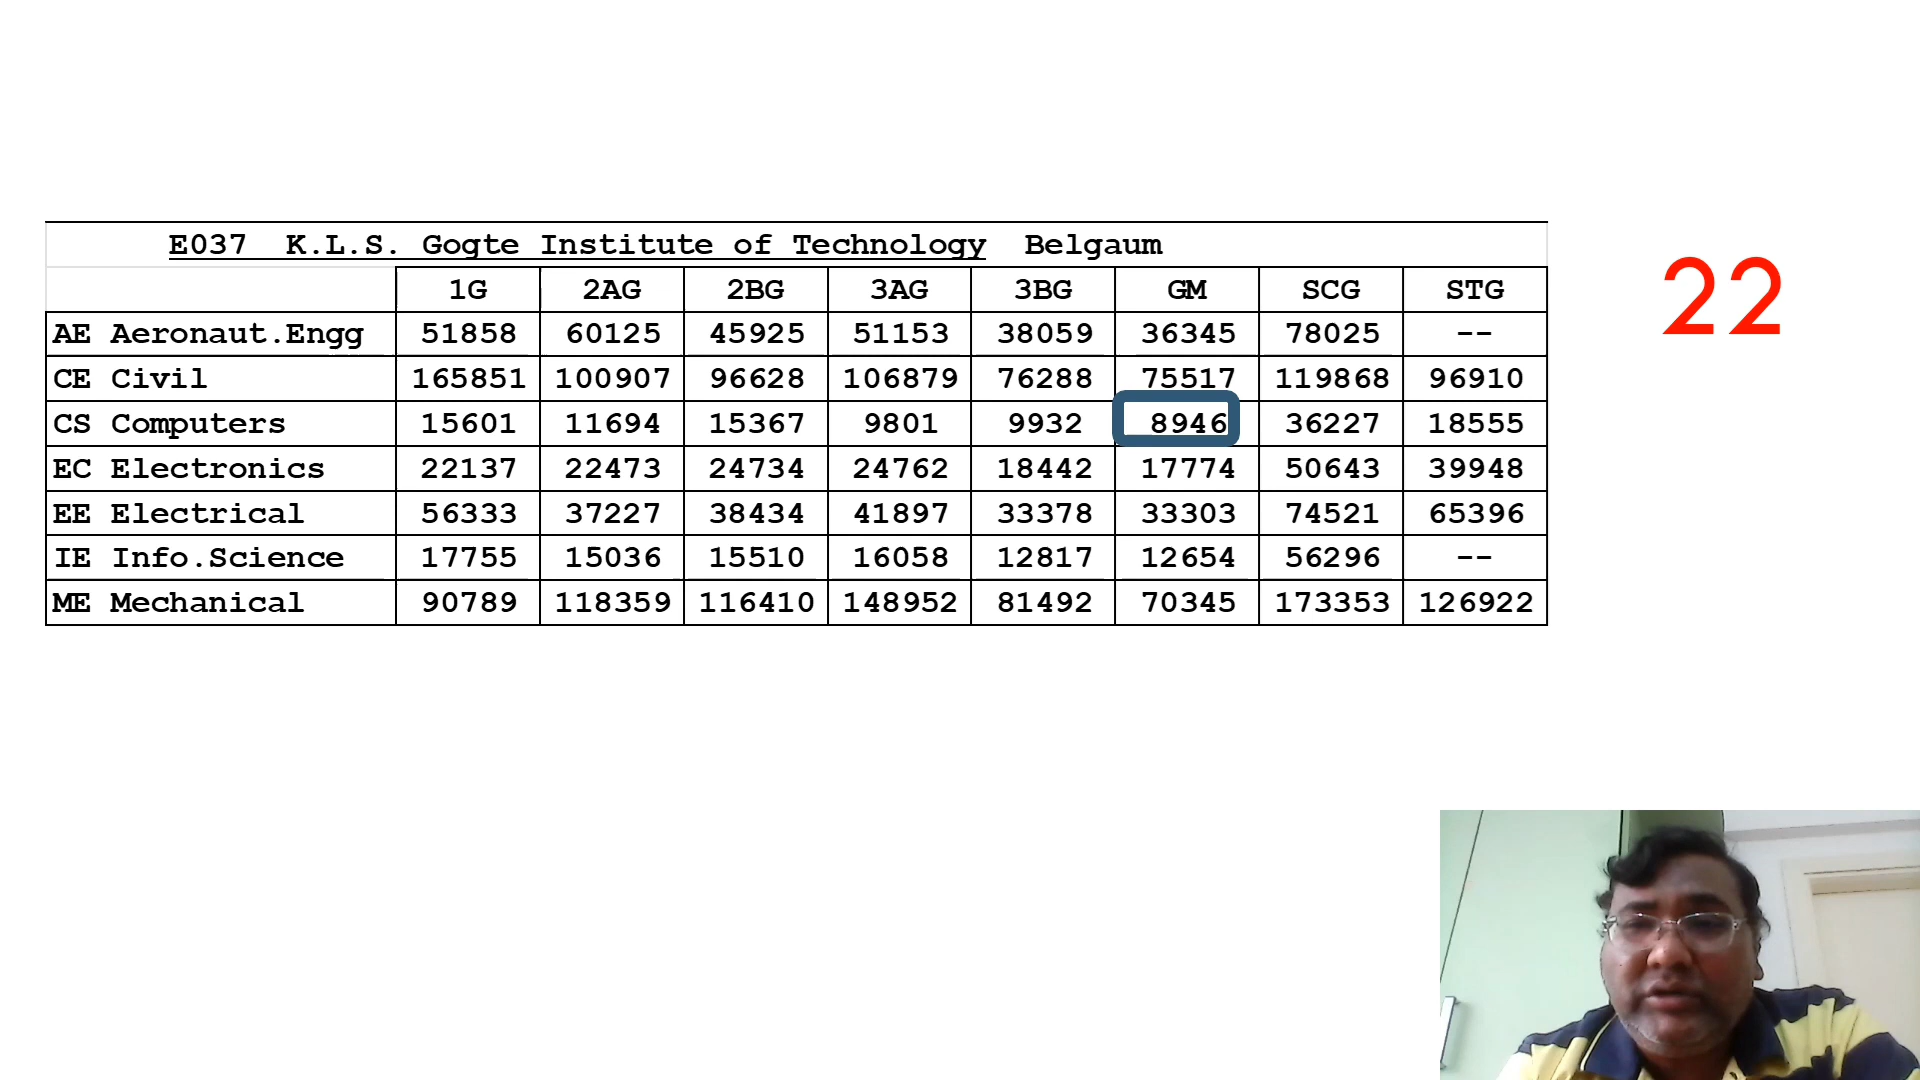 E037 K.L.S. Gogte Institute of Technology Belgaum
22
1G 2AG 2BG 3AG 3BG GM SCG STG
AE Aeronaut.Engg 51858 60125 45925 51153 38059 36345 78025 --
CE Civil 165851 100907 96628 106879 76288 75517 119868 96910
CS Computers 15601 11694 15367 9801 9932 8946 36227 18555
EC Electronics 22137 22473 24734 24762 18442 17774 50643 39948
EE Electrical 56333 37227 38434 41897 33378 33303 74521 65396
IE Info.Science 17755 15036 15510 16058 12817 12654 56296 --
ME Mechanical 90789 118359 116410 148952 81492 70345 173353 126922